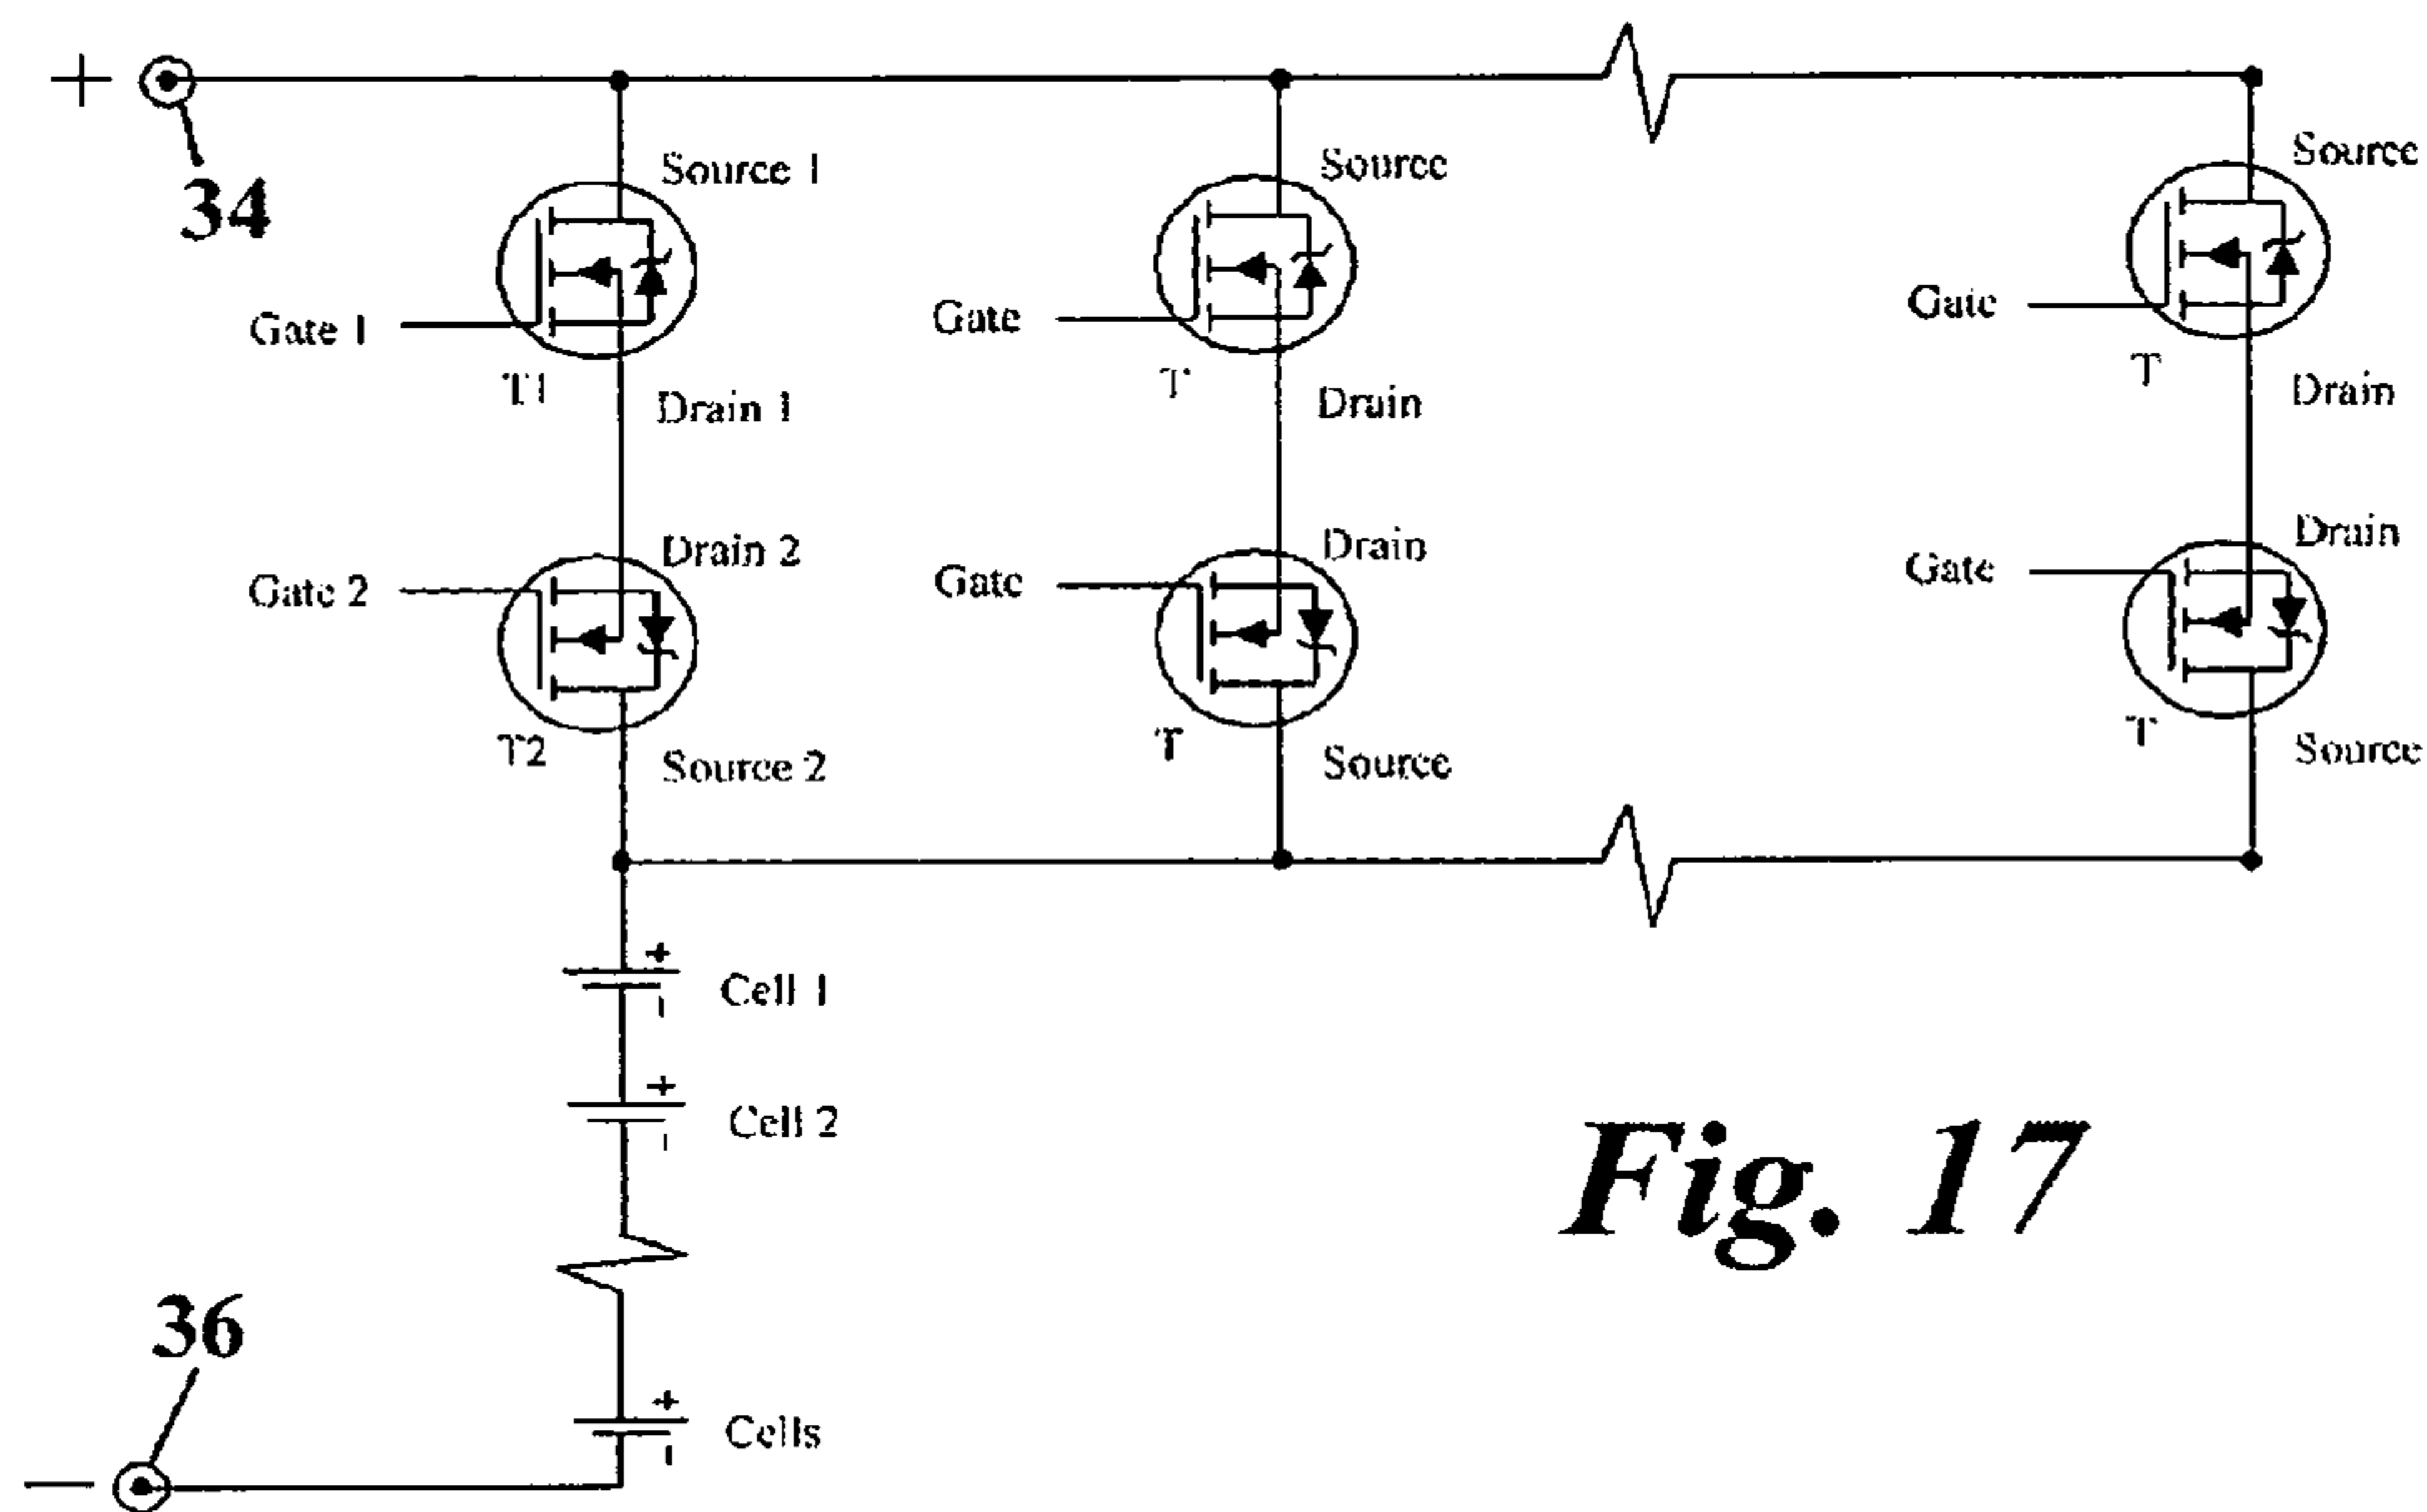 +
34
Source 1
Source
Source
Gate 1
Gate
Gate
T1
T
T
Drain 1
Drain
Drain
Drain 2
Drain
Drain
Gate 2
Gate
Gate
T2
T
T
Source 2
Source
Source
+
Cell 1
-
+
Cell 2
-
Fig. 17
36
+
Cells
-
—